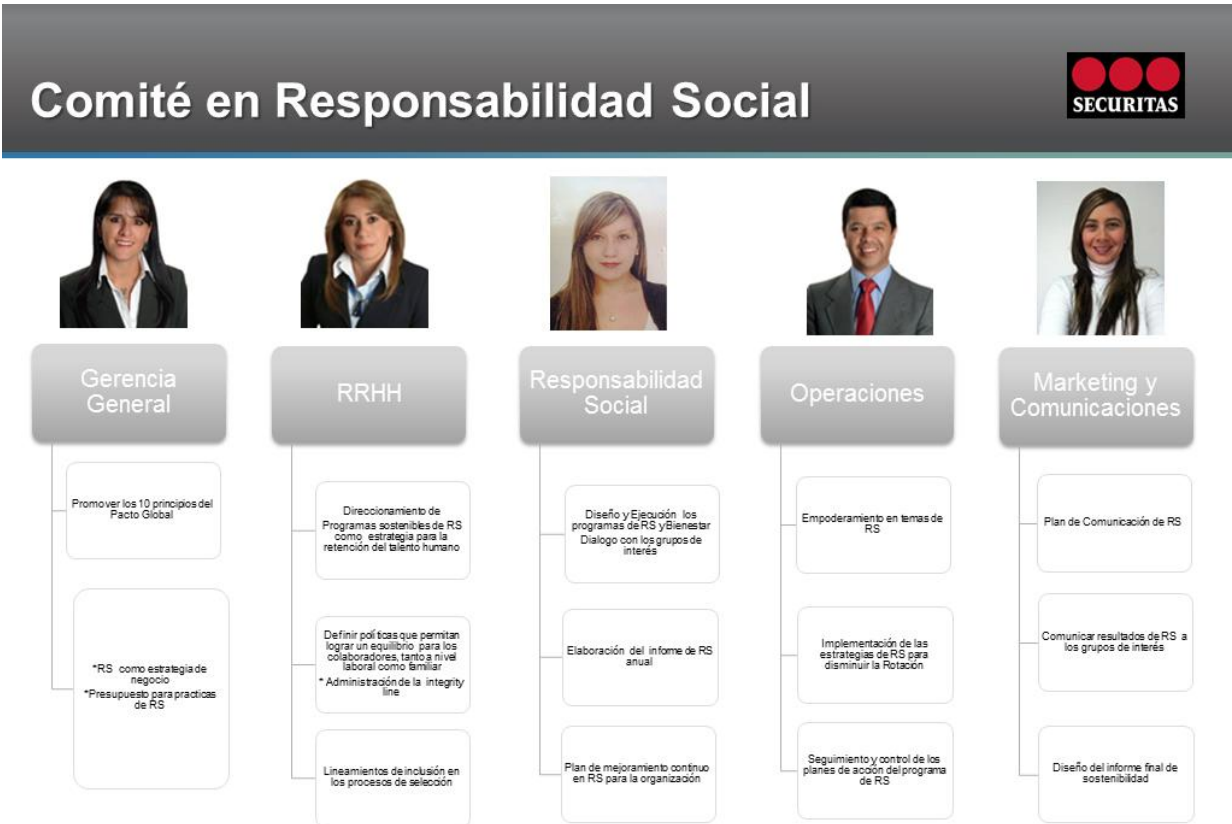 Comité en Responsabilidad Social
SECURITAS
Gerencia
General
Promover los 10 principios del
Pacto Global
*RS como estrategia de
negocio
*Presupuesto para practicas
de RS
RRHH
Direccionamiento de
Programas sostenibles de RS
como estrategia para la
retención del talento humano
Definir políticas que permitan
lograr un equilibrio para los
colaboradores, tanto a nivel
laboral como familiar
* Administración de la integrity
line
Lineamientos de inclusión en
los procesos de selección
Responsabilidad
Social
Diseño y Ejecución los
programas de RS y Bienestar
Dialogo con los grupos de
interés
Elaboración del informe de RS
anual
Plan de mejoramiento continuo
en RS para la organización
Operaciones
Empoderamiento en temas de
RS
Implementación de las
estrategias de RS para
disminuir la Rotación
Seguimiento y control de los
planes de acción del programa
de RS
Marketing y
Comunicaciones
Plan de Comunicación de RS
Comunicar resultados de RS a
los grupos de interés
Diseño del informe final de
sostenibilidad